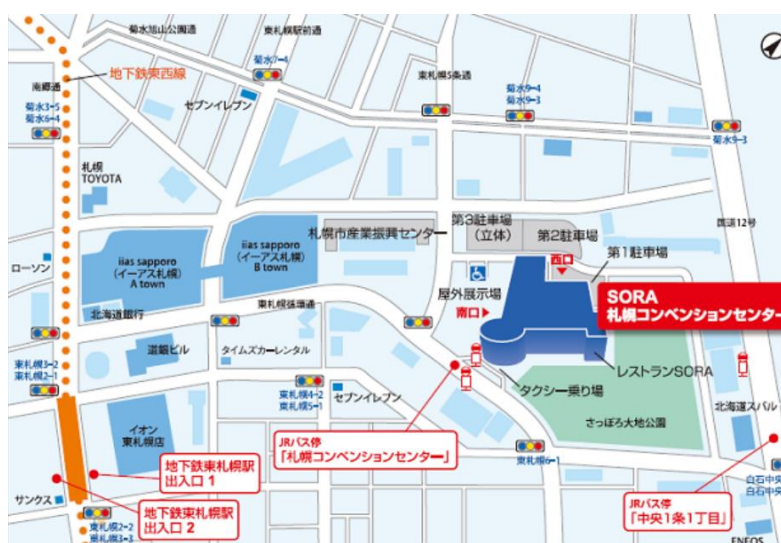 菊水旭山公園通
東札幌駅前通
菊水7-4
地下鉄東西線
南郷通
菊水3-5
菊水6-4
セブンイレブン
東札幌5条通
菊水9-4
菊水9-3
菊水9-3
札幌
TOYOTA
国道12号
札幌市産業振興センター
第3駐車場
(立体)
第2駐車場
iias sapporo
(イーアス札幌)
A town
iias sapporo
(イーアス札幌)
B town
ローソン
西口
第1駐車場
屋外展示場
南口
SORA
札幌コンベンションセンター
北海道銀行
東札幌循環通
道銀ビル
タイムズカーレンタル
東札幌3-2
東札幌2-1
レストランSORA
タクシー乗り場
東札幌4-2
東札幌5-1
セブンイレブン
さっぽろ大地公園
北海道スバル
イオン
東札幌店
JRバス停
「札幌コンベンションセンター」
東札幌6-1
地下鉄東札幌駅
出入口 1
サンクス
地下鉄東札幌駅
出入口 2
白石中央
白石中央
JRバス停
「中央1条1丁目」
東札幌2-2
東札幌3-3
ENEOS